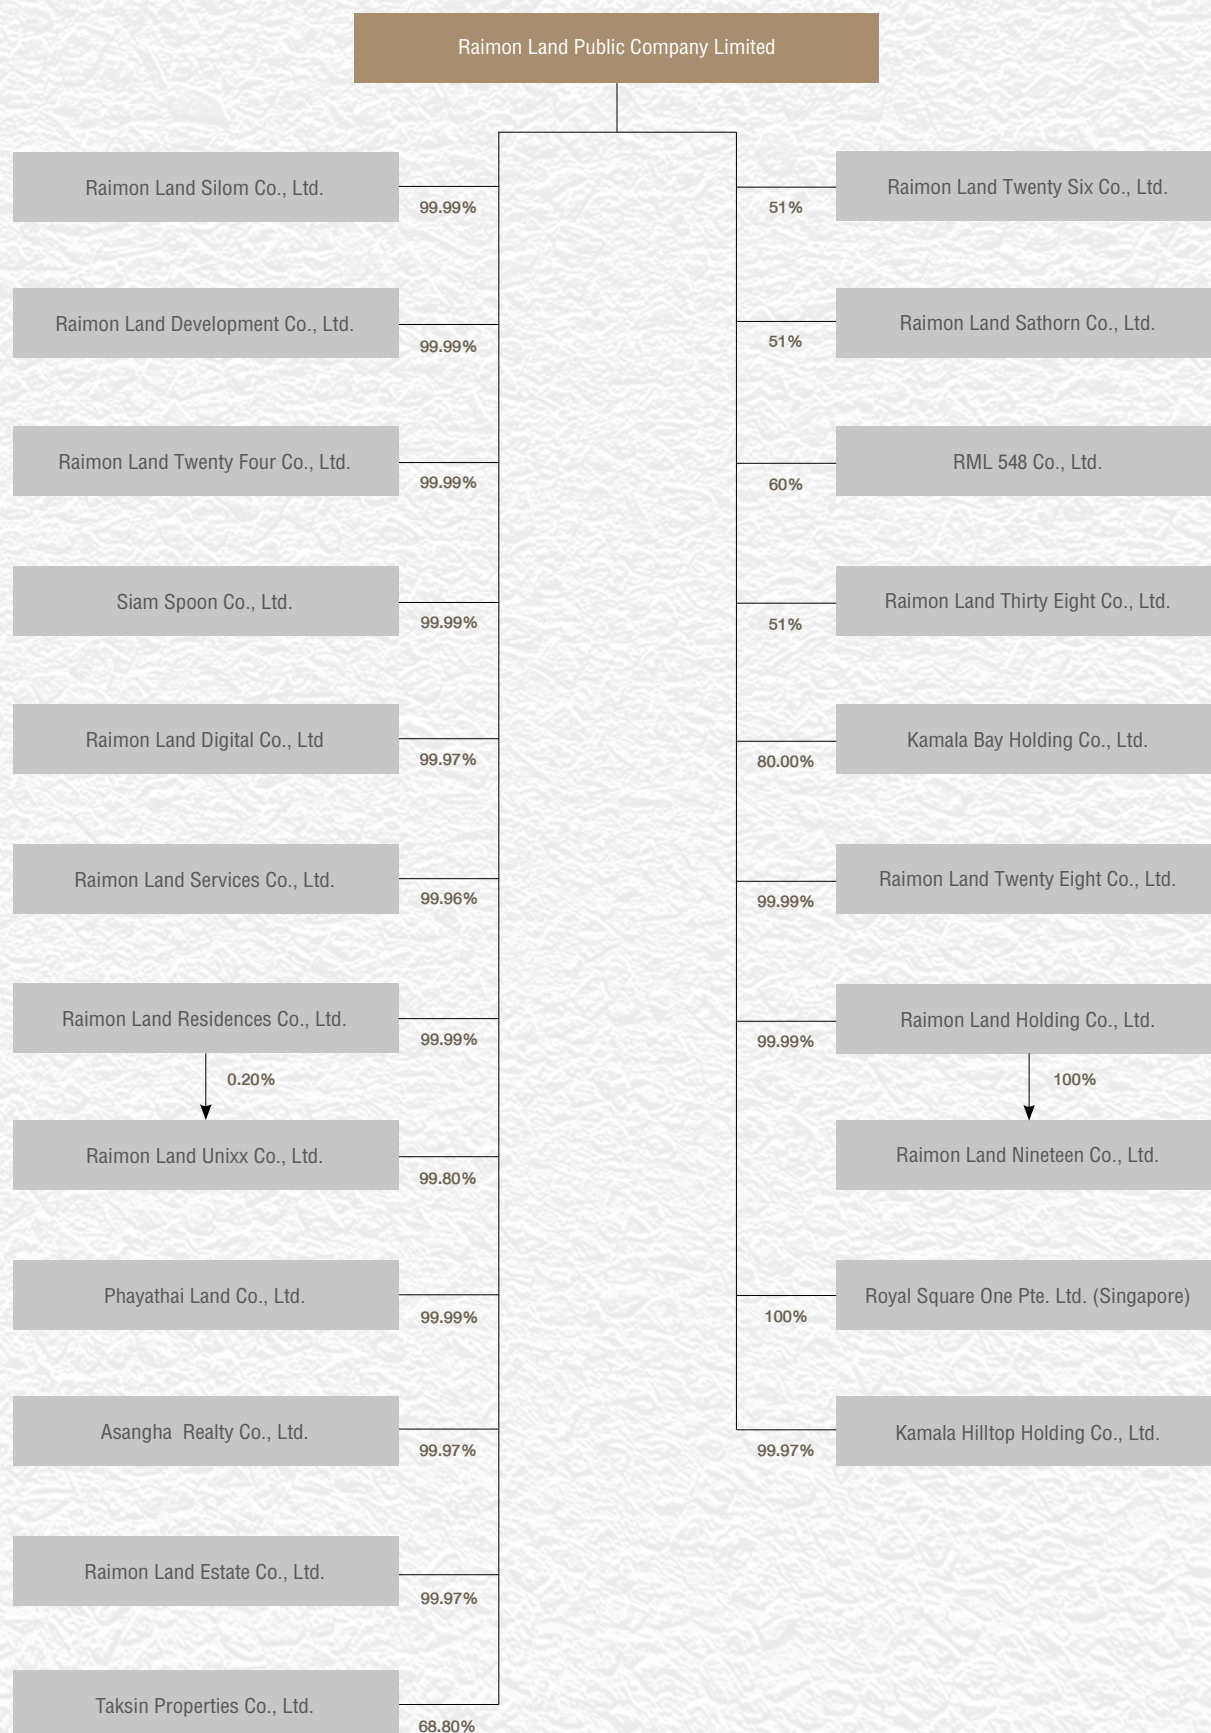 Raimon Land Public Company Limited
Raimon Land Silom Co., Ltd.
99.99%
Raimon Land Development Co., Ltd.
99.99%
Raimon Land Twenty Four Co., Ltd.
99.99%
Siam Spoon Co., Ltd.
99.99%
Raimon Land Digital Co., Ltd
99.97%
Raimon Land Services Co., Ltd.
99.96%
Raimon Land Residences Co., Ltd.
99.99%
0.20%
Raimon Land Unixx Co., Ltd.
99.80%
Phayathai Land Co., Ltd.
99.99%
Asangha Realty Co., Ltd.
99.97%
Raimon Land Estate Co., Ltd.
99.97%
Taksin Properties Co., Ltd.
68.80%
Raimon Land Twenty Six Co., Ltd.
51%
Raimon Land Sathorn Co., Ltd.
51%
RML 548 Co., Ltd.
60%
Raimon Land Thirty Eight Co., Ltd.
51%
Kamala Bay Holding Co., Ltd.
80.00%
Raimon Land Twenty Eight Co., Ltd.
99.99%
Raimon Land Holding Co., Ltd.
99.99%
100%
Raimon Land Nineteen Co., Ltd.
Royal Square One Pte. Ltd. (Singapore)
100%
Kamala Hilltop Holding Co., Ltd.
99.97%